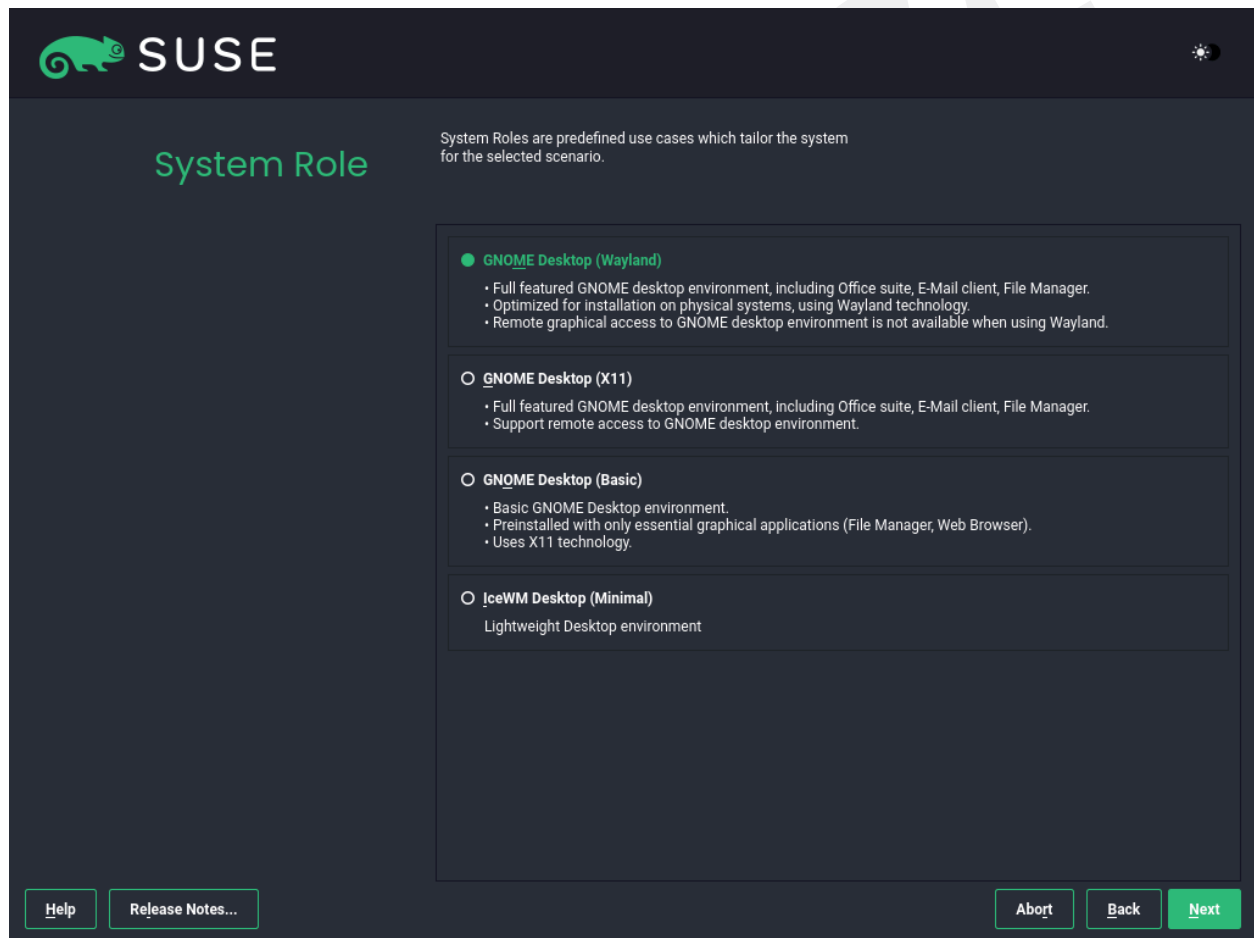 SUSE
System Role
System Roles are predefined use cases which tailor the system
for the selected scenario.
GNOME Desktop (Wayland)
• Full featured GNOME desktop environment, including Office suite, E-Mail client, File Manager.
• Optimized for installation on physical systems, using Wayland technology.
• Remote graphical access to GNOME desktop environment is not available when using Wayland.
GNOME Desktop (X11)
• Full featured GNOME desktop environment, including Office suite, E-Mail client, File Manager.
• Support remote access to GNOME desktop environment.
GNOME Desktop (Basic)
• Basic GNOME Desktop environment.
• Preinstalled with only essential graphical applications (File Manager, Web Browser).
• Uses X11 technology.
IceWM Desktop (Minimal)
Lightweight Desktop environment
Help
Release Notes...
Abort
Back
Next